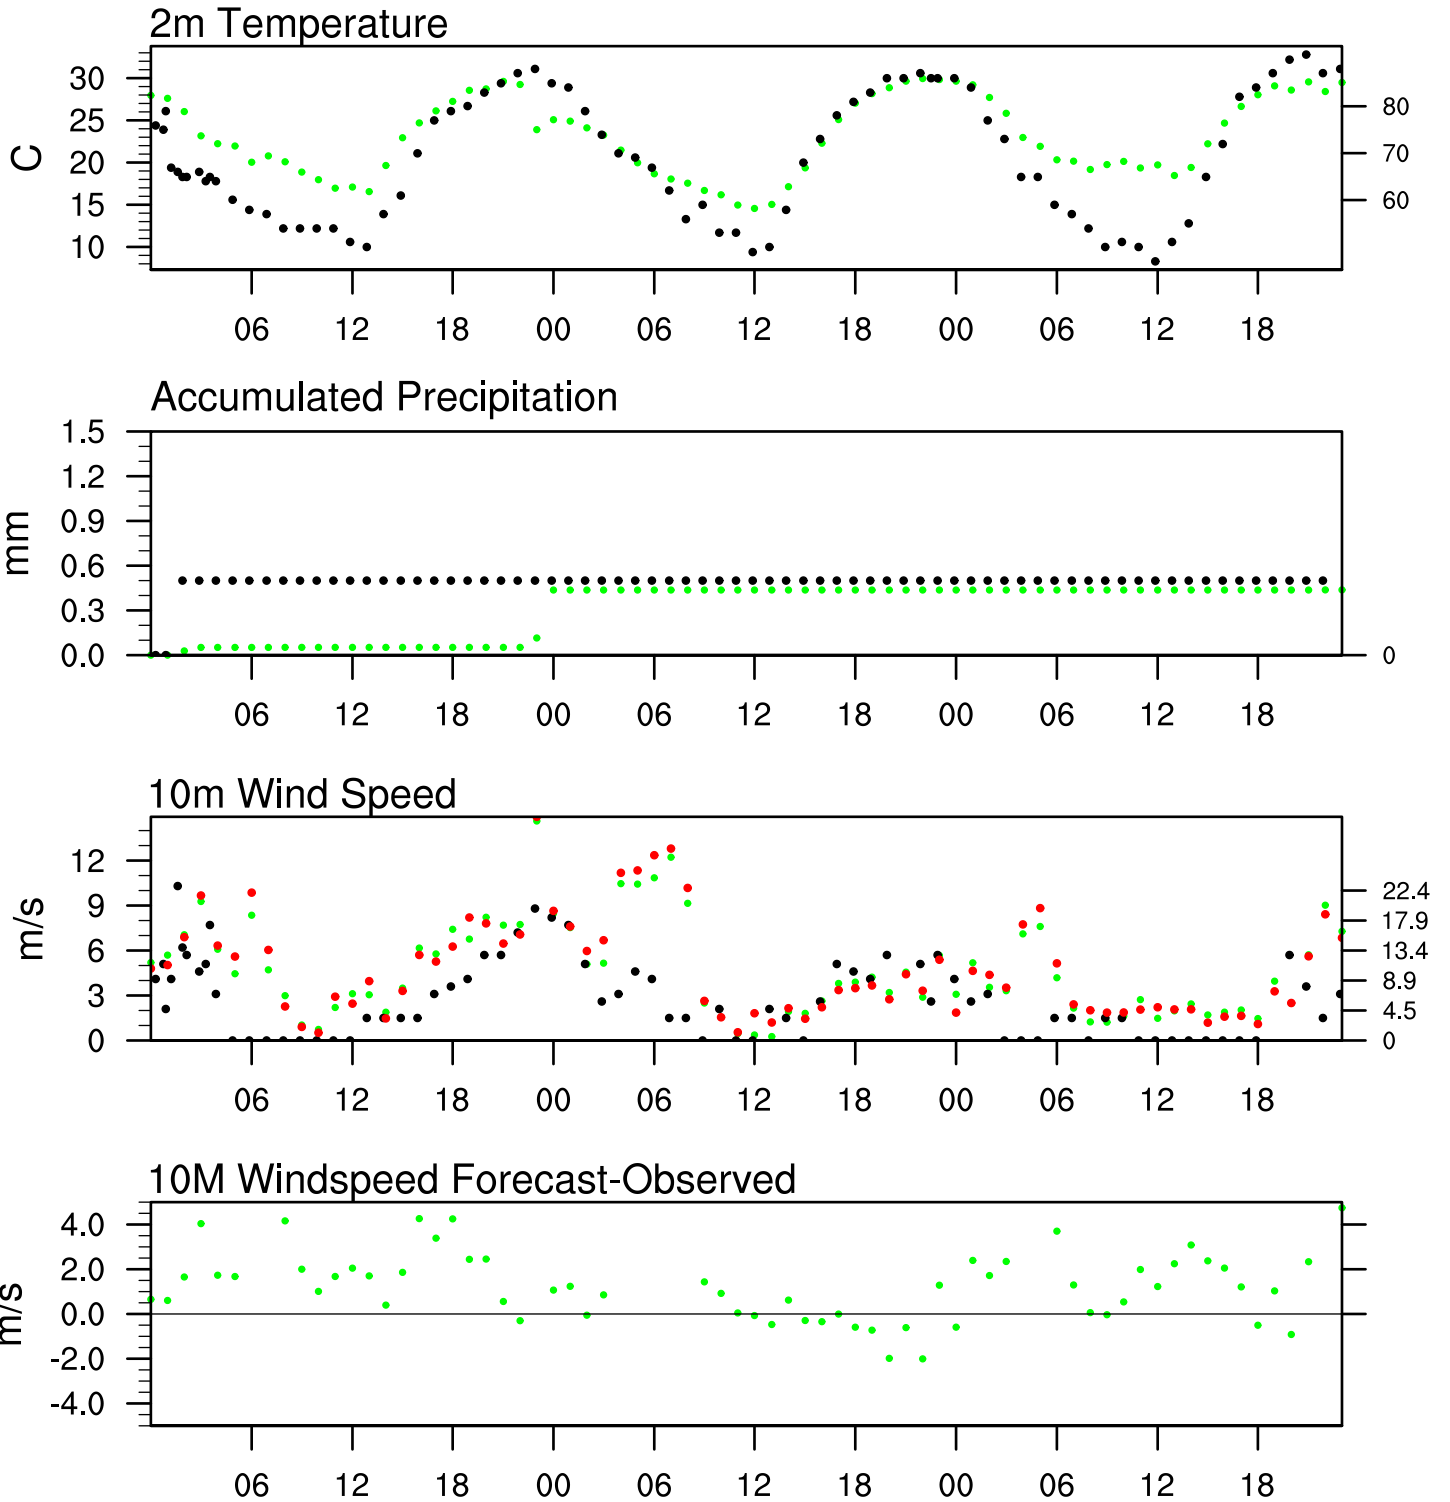 2m Temperature
30
25
20
15
10
C
80
70
60
06 12 18 00 06 12 18 00 06 12 18
Accumulated Precipitation
1.5
1.2
0.9
0.6
0.3
0.0
mm
0
06 12 18 00 06 12 18 00 06 12 18
10m Wind Speed
12
9
6
3
0
m/s
22.4
17.9
13.4
8.9
4.5
0
06 12 18 00 06 12 18 00 06 12 18
10M Windspeed Forecast-Observed
4.0
2.0
0.0
-2.0
-4.0
m/s
06 12 18 00 06 12 18 00 06 12 18